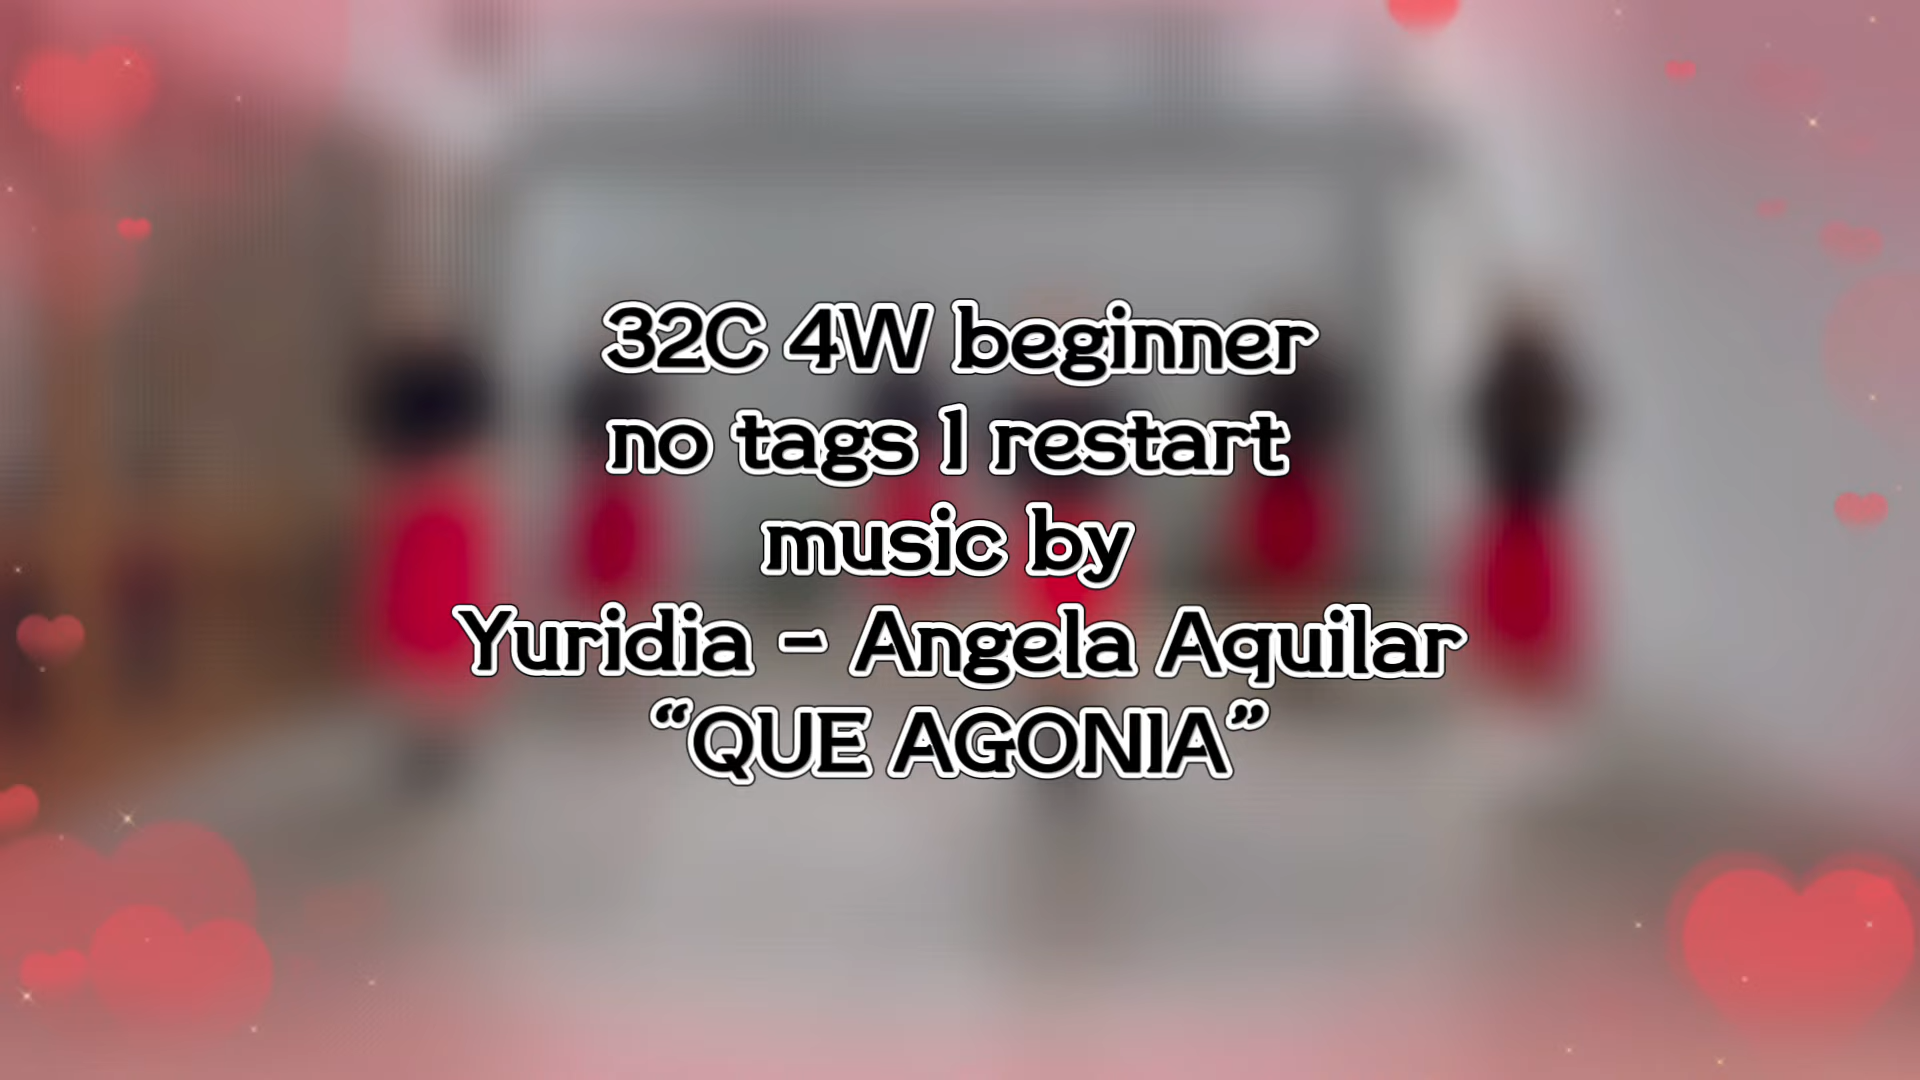 32C 4W beginner
no tags 1 restart
music by
Yuridia - Angela Aquilar
“QUE AGONIA”